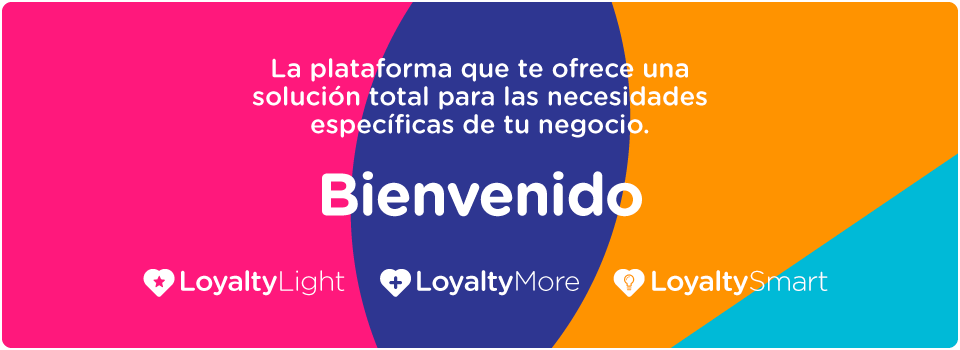 La plataforma que te ofrece una
solución total para las necesidades
específicas de tu negocio.
Bienvenido
LoyaltyLight LoyaltyMore LoyaltySmart